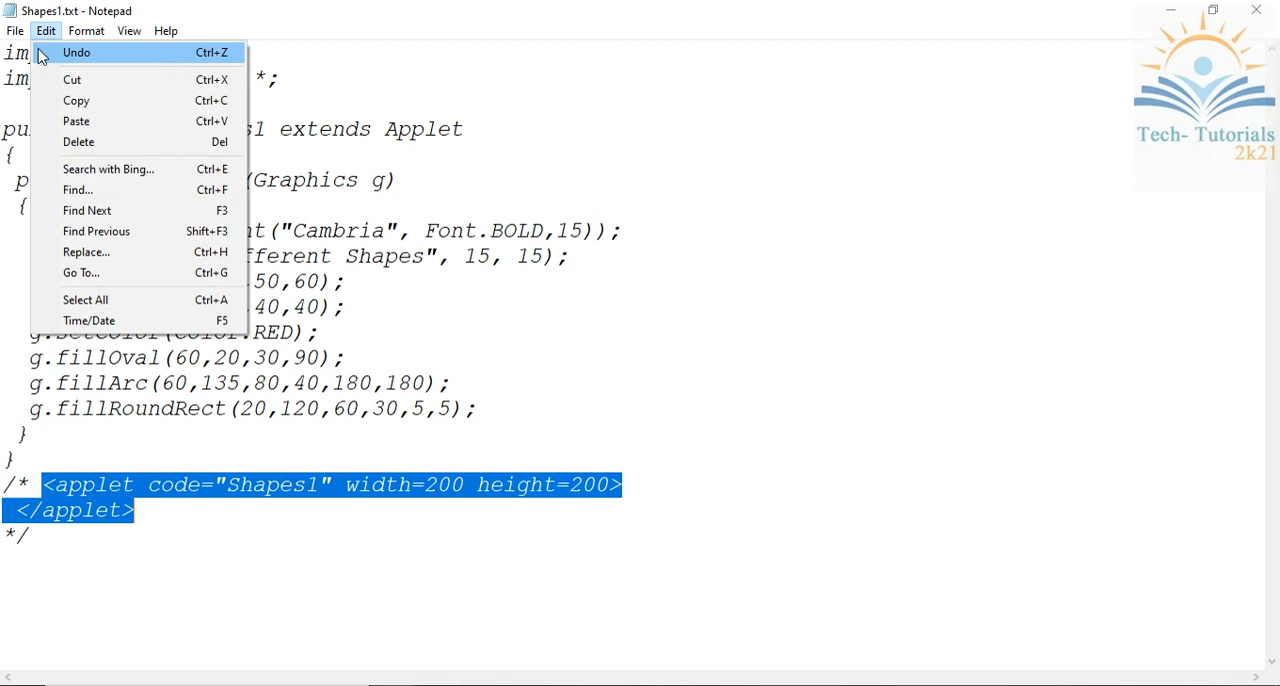 Shapes1.txt - Notepad
File Edit Format View Help
Undo Ctrl+Z
Cut Ctrl+X
Copy Ctrl+C
Paste Ctrl+V
Delete Del
Search with Bing... Ctrl+E
Find... Ctrl+F
Find Next F3
Find Previous Shift+F3
Replace... Ctrl+H
Go To... Ctrl+G
Select All Ctrl+A
Time/Date F5
*;
extends Applet
{
(Graphics g)
{
("Cambria", Font.BOLD,15));
Shapes", 15, 15);
50,60);
40,40);
RED);
g.fillOval(60,20,30,90);
g.fillArc(60,135,80,40,180,180);
g.fillRoundRect(20,120,60,30,5,5);
}
}
/* <applet code="Shapes1" width=200 height=200>
</applet>
*/
Tech- Tutorials
2k21